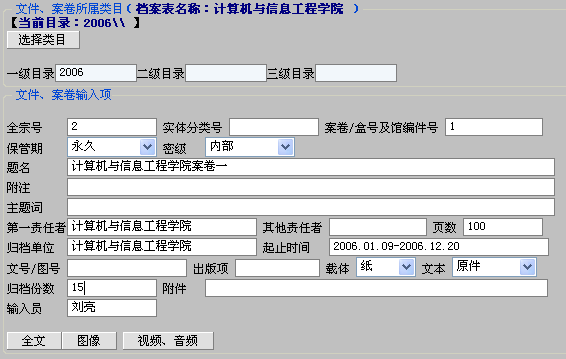 文件、案卷所属类目( 档案表名称：计算机与信息工程学院 )
【当前目录：2006\\ 】
选择类目
一级目录 2006 二级目录 三级目录
文件、案卷输入项
全宗号 2 实体分类号 案卷/盒号及馆编件号 1
保管期 永久 密级 内部
题名 计算机与信息工程学院案卷一
附注
主题词
第一责任者 计算机与信息工程学院 其他责任者 页数 100
归档单位 计算机与信息工程学院 起止时间 2006.01.09-2006.12.20
文号/图号 出版项 载体 纸 文本 原件
归档份数 15 附件
输入员 刘亮
全文 图像 视频、音频